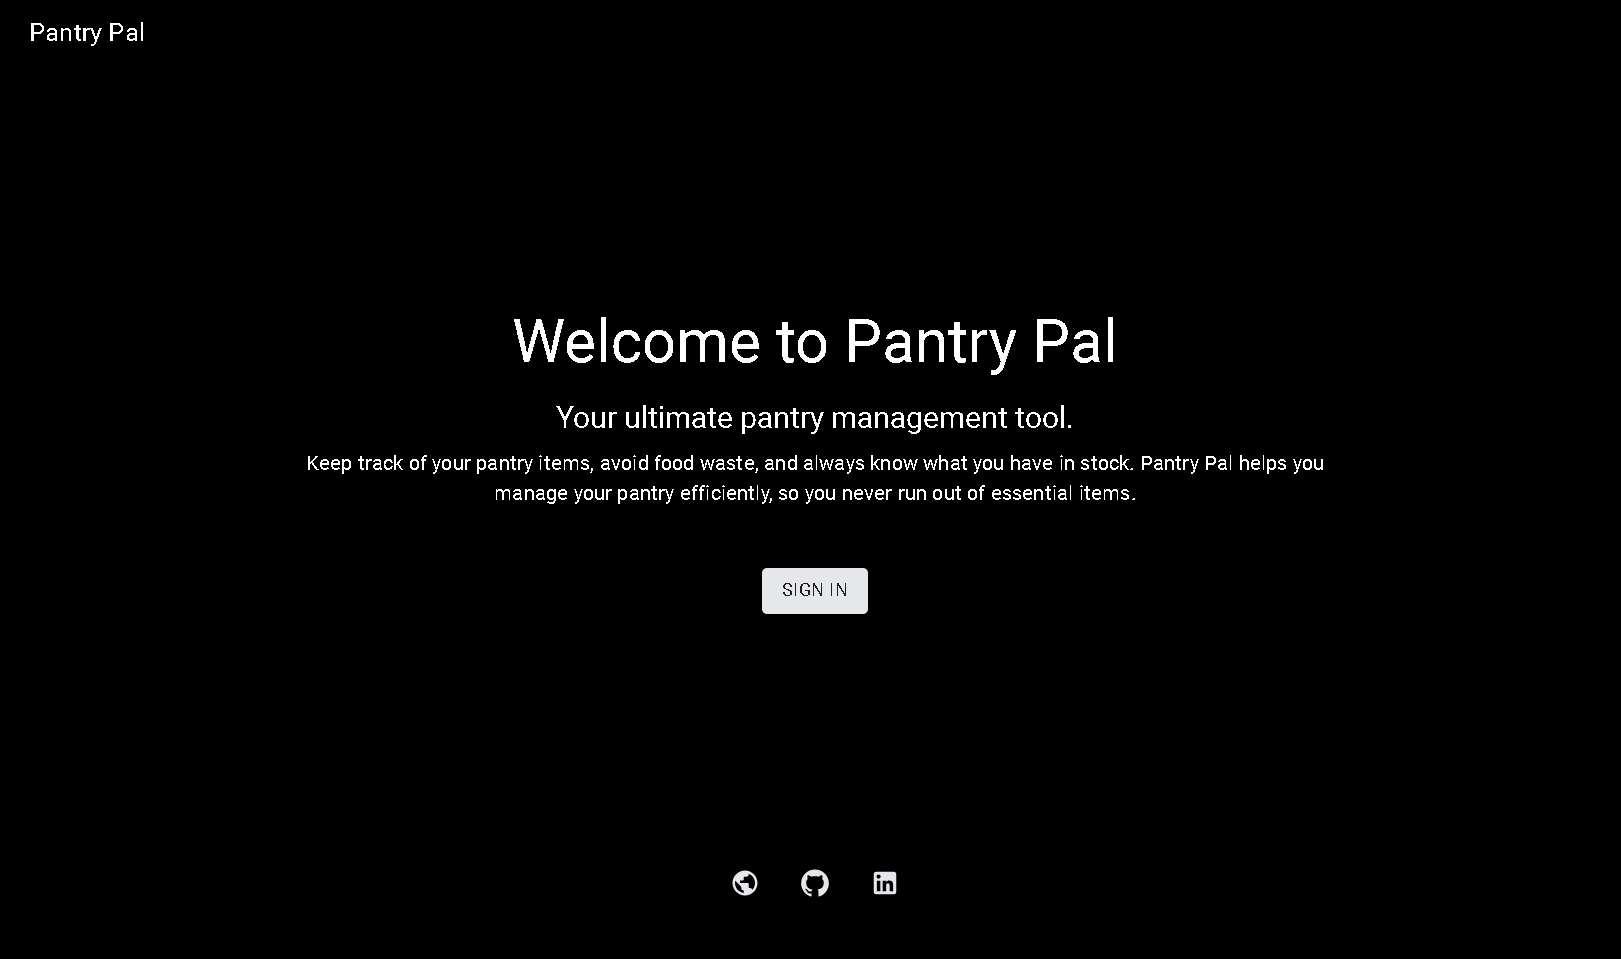 Pantry Pal
Welcome to Pantry Pal
Your ultimate pantry management tool.
Keep track of your pantry items, avoid food waste, and always know what you have in stock. Pantry Pal helps you
manage your pantry efficiently, so you never run out of essential items.
SIGN IN
in